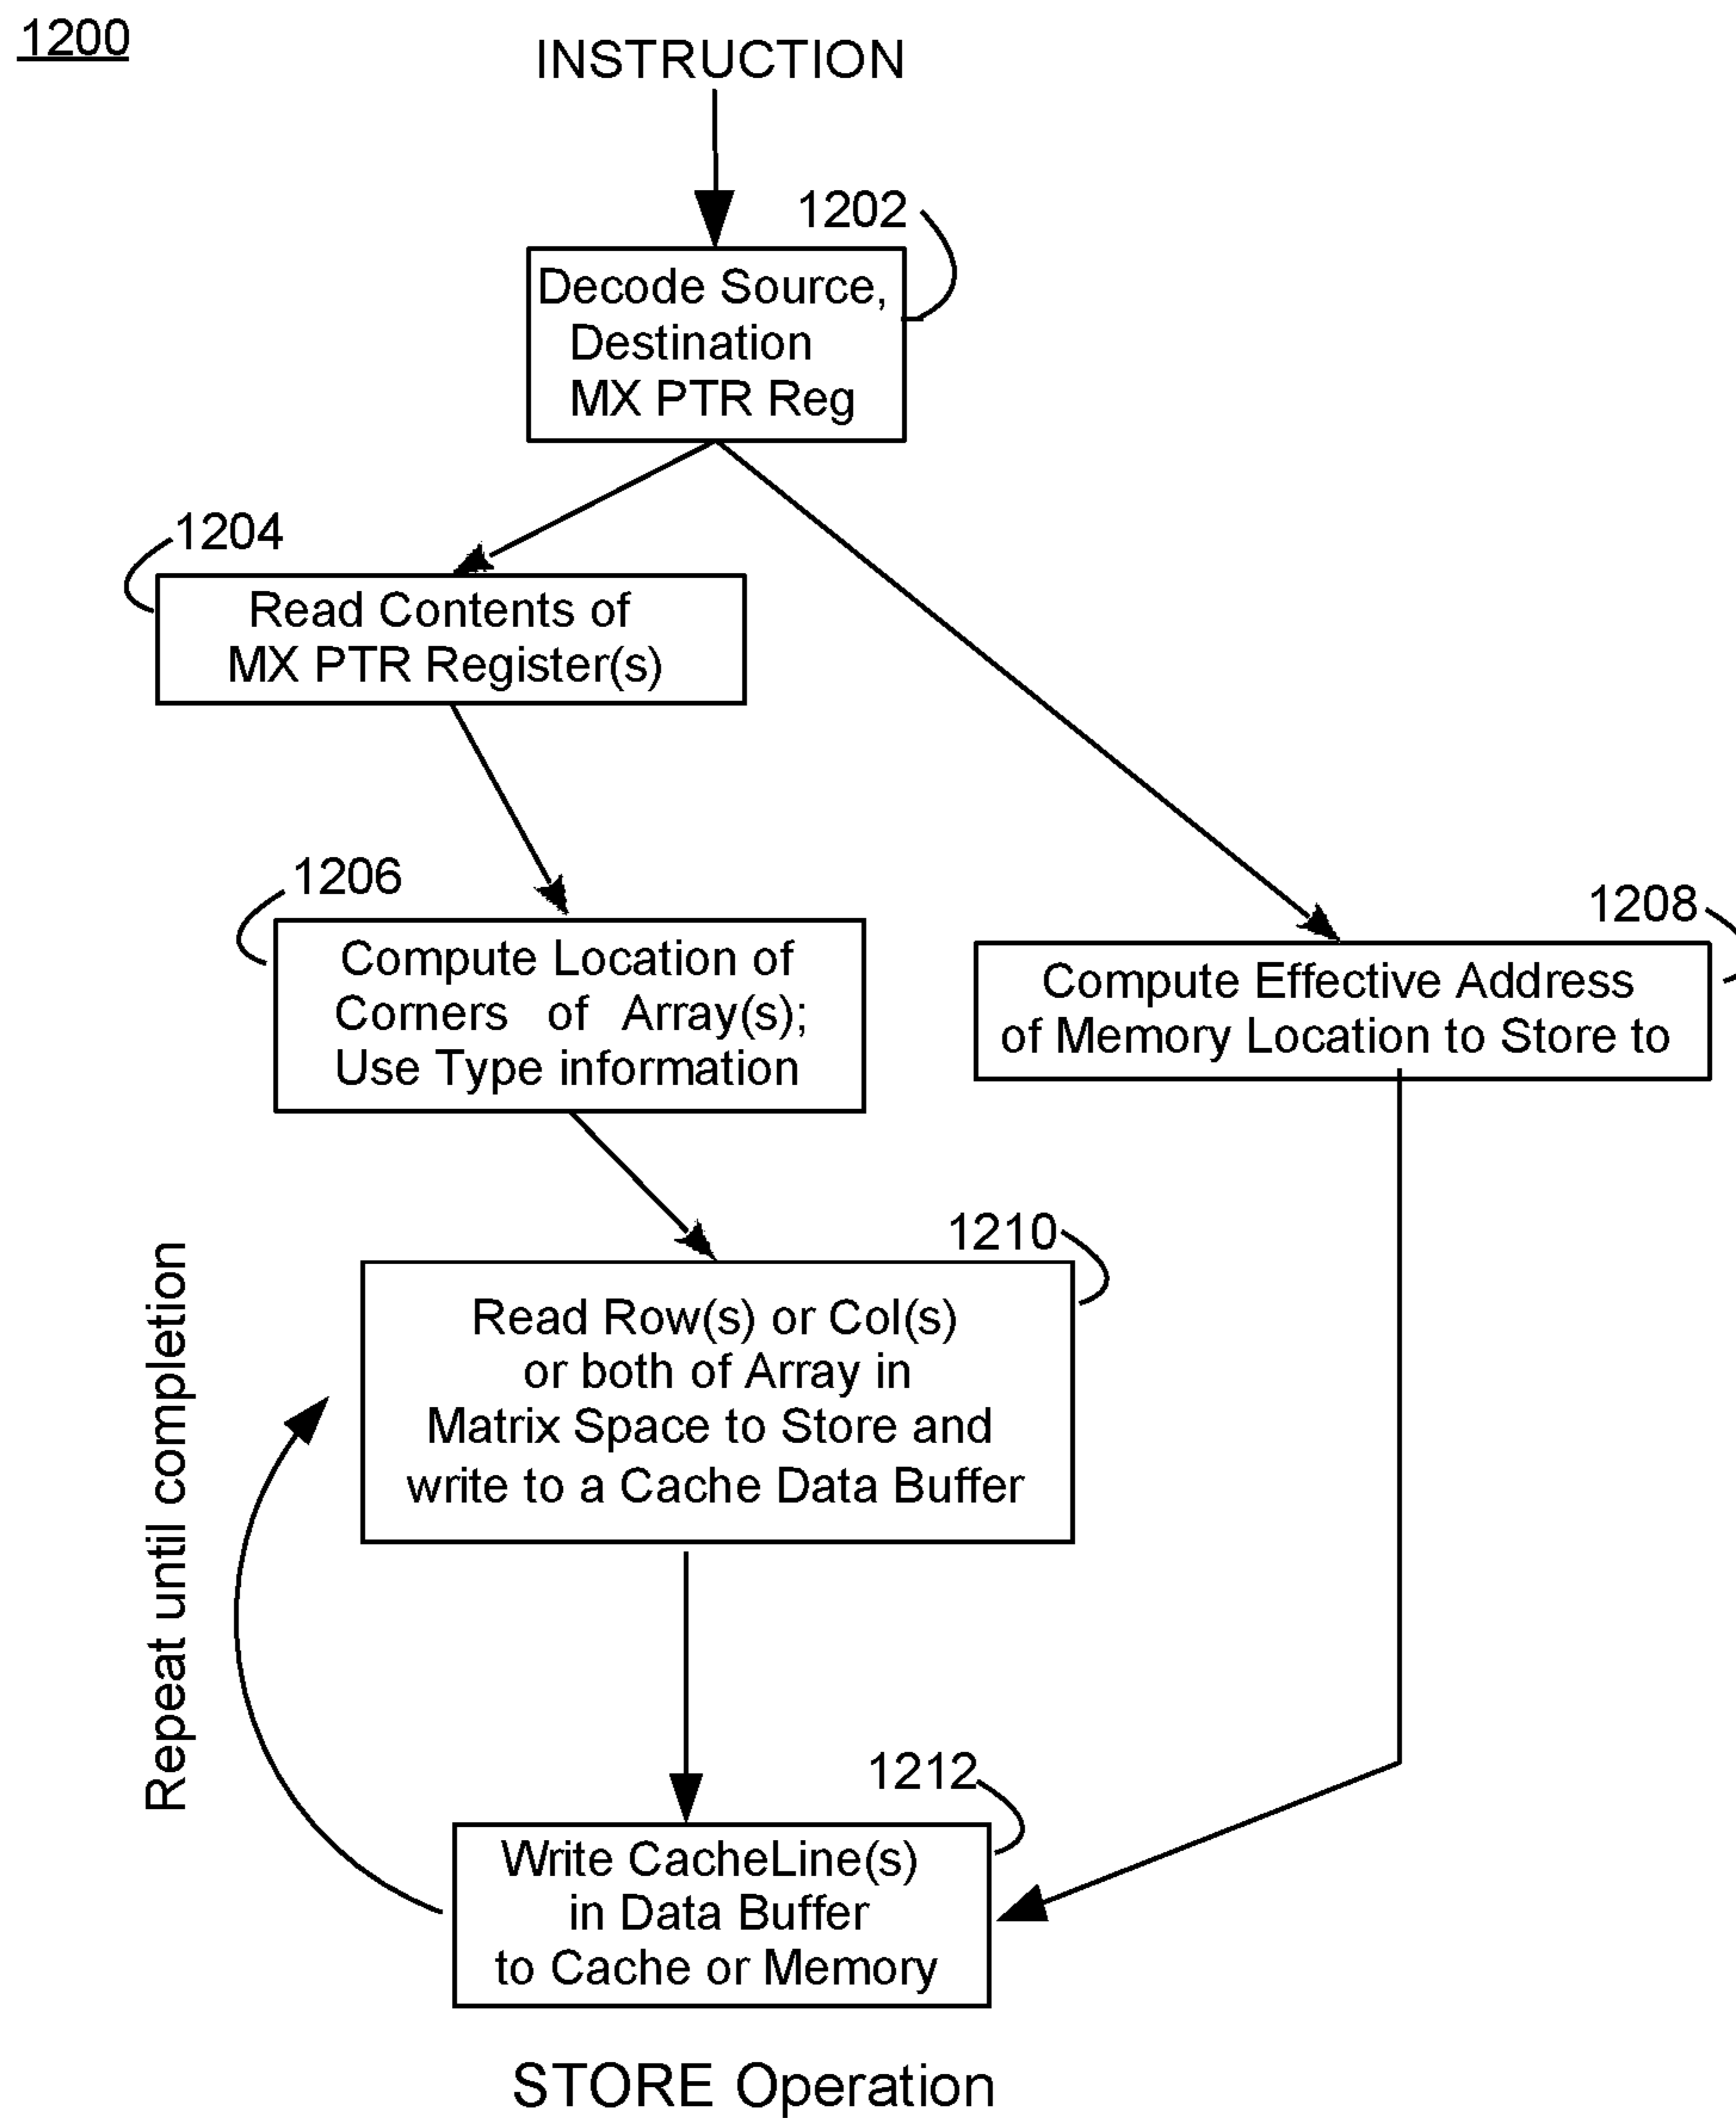 1200
INSTRUCTION
1202
Decode Source,
Destination
MX PTR Reg
1204
Read Contents of
MX PTR Register(s)
1206
Compute Location of
Corners of Array(s);
Use Type information
1208
Compute Effective Address
of Memory Location to Store to
1210
Read Row(s) or Col(s)
or both of Array in
Matrix Space to Store and
write to a Cache Data Buffer
Repeat until completion
1212
Write CacheLine(s)
in Data Buffer
to Cache or Memory
STORE Operation